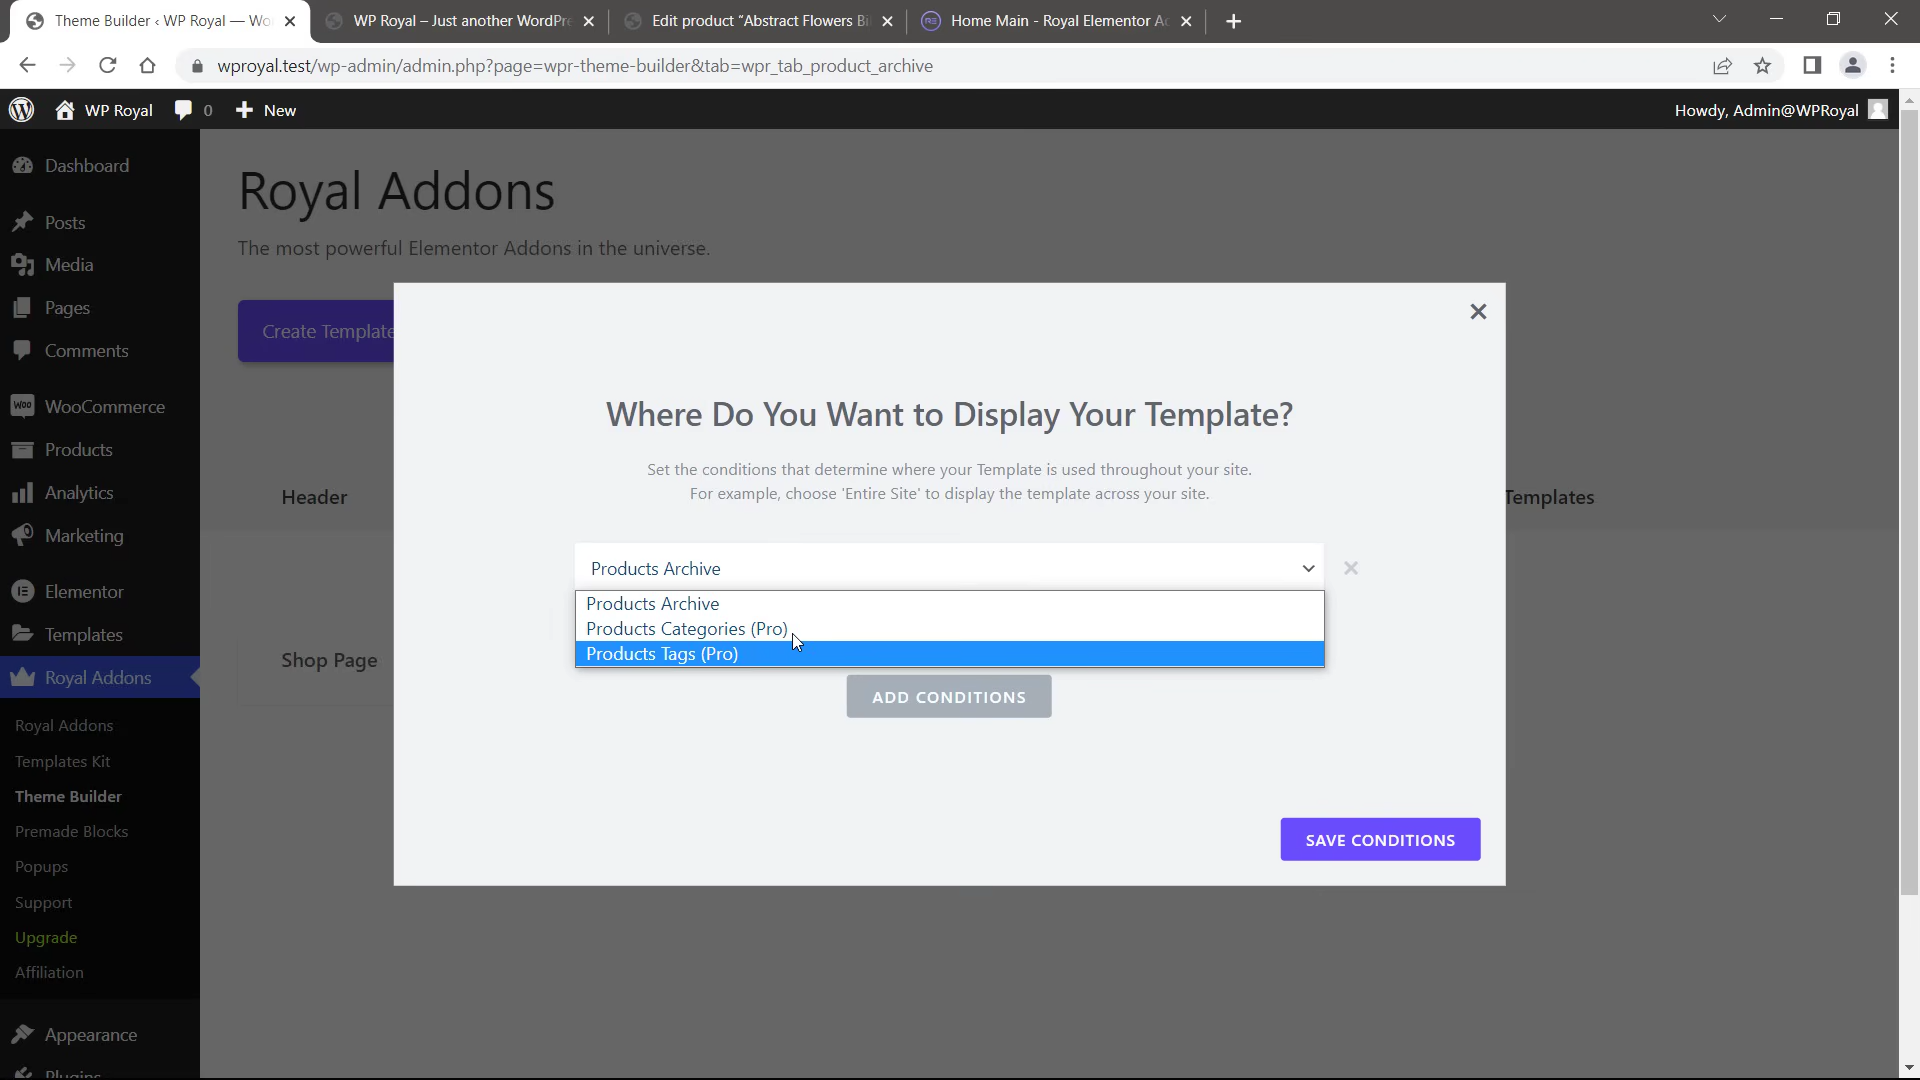 Theme Builder ‹ WP Royal — Wo
WP Royal – Just another WordPre
Edit product “Abstract Flowers Bi
Home Main - Royal Elementor Ad
wproyal.test/wp-admin/admin.php?page=wpr-theme-builder&tab=wpr_tab_product_archive
WP Royal
0
New
Howdy, Admin@WPRoyal
Dashboard
Posts
Media
Pages
Comments
WooCommerce
Products
Analytics
Marketing
Elementor
Templates
Royal Addons
Royal Addons
Templates Kit
Theme Builder
Premade Blocks
Popups
Support
Upgrade
Affiliation
Appearance
Plugins
Royal Addons
The most powerful Elementor Addons in the universe.
Create Template
Header
Templates
Shop Page
Where Do You Want to Display Your Template?
Set the conditions that determine where your Template is used throughout your site.
For example, choose 'Entire Site' to display the template across your site.
Products Archive
Products Archive
Products Categories (Pro)
Products Tags (Pro)
ADD CONDITIONS
SAVE CONDITIONS